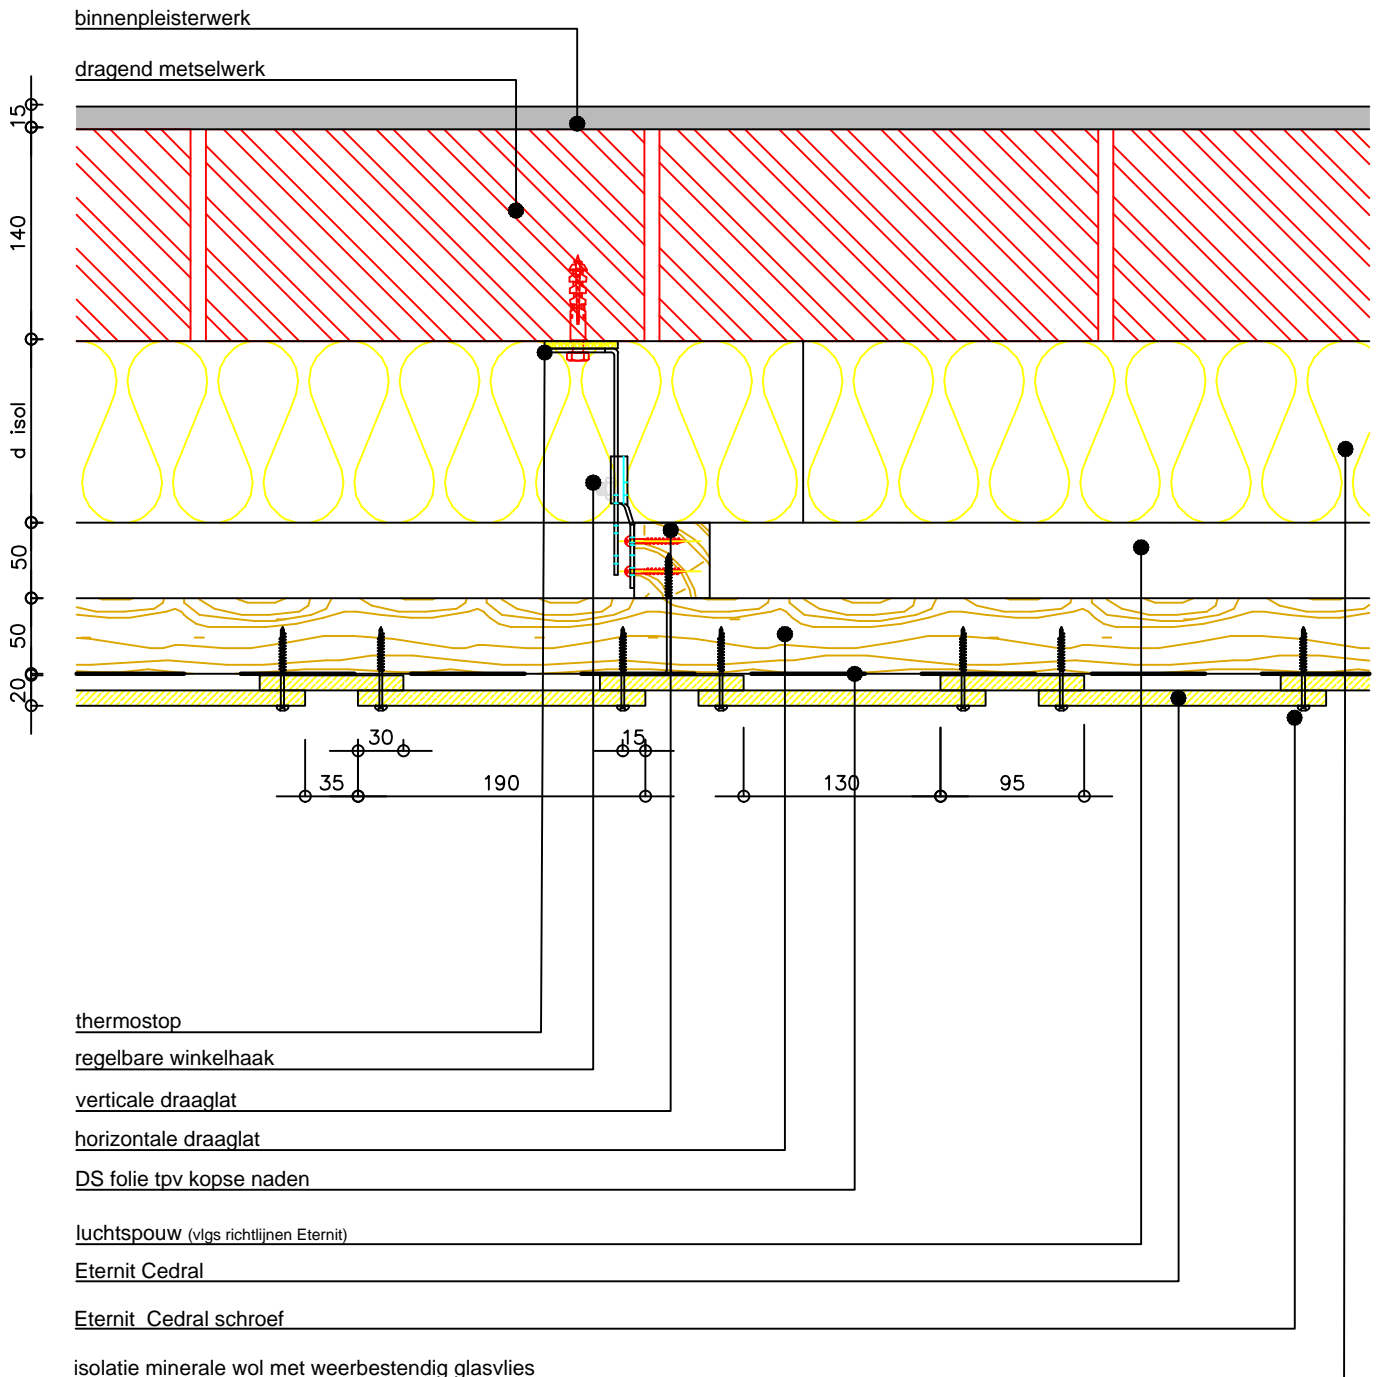 binnenpleisterwerk
dragend metselwerk
15
140
d isol
50
50
20
30
15
35
190
130
95
thermostop
regelbare winkelhaak
verticale draaglat
horizontale draaglat
DS folie tpv kopse naden
luchtspouw (vlgs richtlijnen Eternit)
Eternit Cedral
Eternit  Cedral schroef
isolatie minerale wol met weerbestendig glasvlies